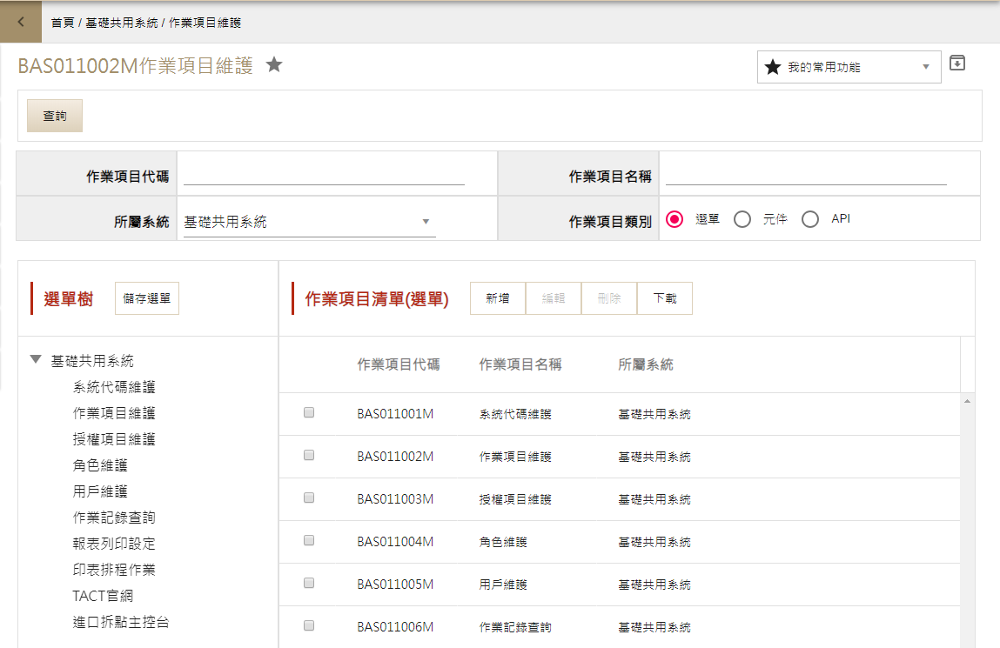 首頁 / 基礎共用系統 / 作業項目維護
BAS011002M作業項目維護
我的常用功能
查詢
作業項目代碼
作業項目名稱
所屬系統 基礎共用系統
作業項目類別 選單 元件 API
選單樹 儲存選單
作業項目清單(選單) 新增 編輯 刪除 下載
基礎共用系統
系統代碼維護
作業項目維護
授權項目維護
角色維護
用戶維護
作業記錄查詢
報表列印設定
印表排程作業
TACT官網
進口拆點主控台
作業項目代碼 作業項目名稱 所屬系統
BAS011001M 系統代碼維護 基礎共用系統
BAS011002M 作業項目維護 基礎共用系統
BAS011003M 授權項目維護 基礎共用系統
BAS011004M 角色維護 基礎共用系統
BAS011005M 用戶維護 基礎共用系統
BAS011006M 作業記錄查詢 基礎共用系統